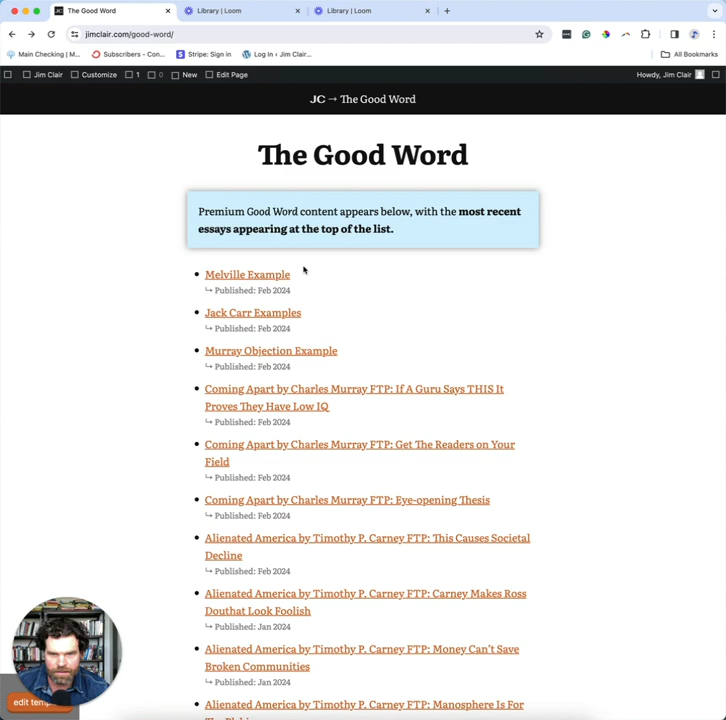 The Good Word
Library | Loom
Library | Loom
jimclair.com/good-word/
Main Checking | M...
Subscribers - Con...
Stripe: Sign in
Log In ‹ Jim Clair...
All Bookmarks
Jim Clair
Customize
1
0
New
Edit Page
Howdy, Jim Clair
JC → The Good Word
The Good Word
Premium Good Word content appears below, with the most recent
essays appearing at the top of the list.
Melville Example
↪ Published: Feb 2024
Jack Carr Examples
↪ Published: Feb 2024
Murray Objection Example
↪ Published: Feb 2024
Coming Apart by Charles Murray FTP: If A Guru Says THIS It
Proves They Have Low IQ
↪ Published: Feb 2024
Coming Apart by Charles Murray FTP: Get The Readers on Your
Field
↪ Published: Feb 2024
Coming Apart by Charles Murray FTP: Eye-opening Thesis
↪ Published: Feb 2024
Alienated America by Timothy P. Carney FTP: This Causes Societal
Decline
↪ Published: Feb 2024
Alienated America by Timothy P. Carney FTP: Carney Makes Ross
Douthat Look Foolish
↪ Published: Jan 2024
Alienated America by Timothy P. Carney FTP: Money Can't Save
Broken Communities
↪ Published: Jan 2024
Alienated America by Timothy P. Carney FTP: Manosphere Is For
edit temp